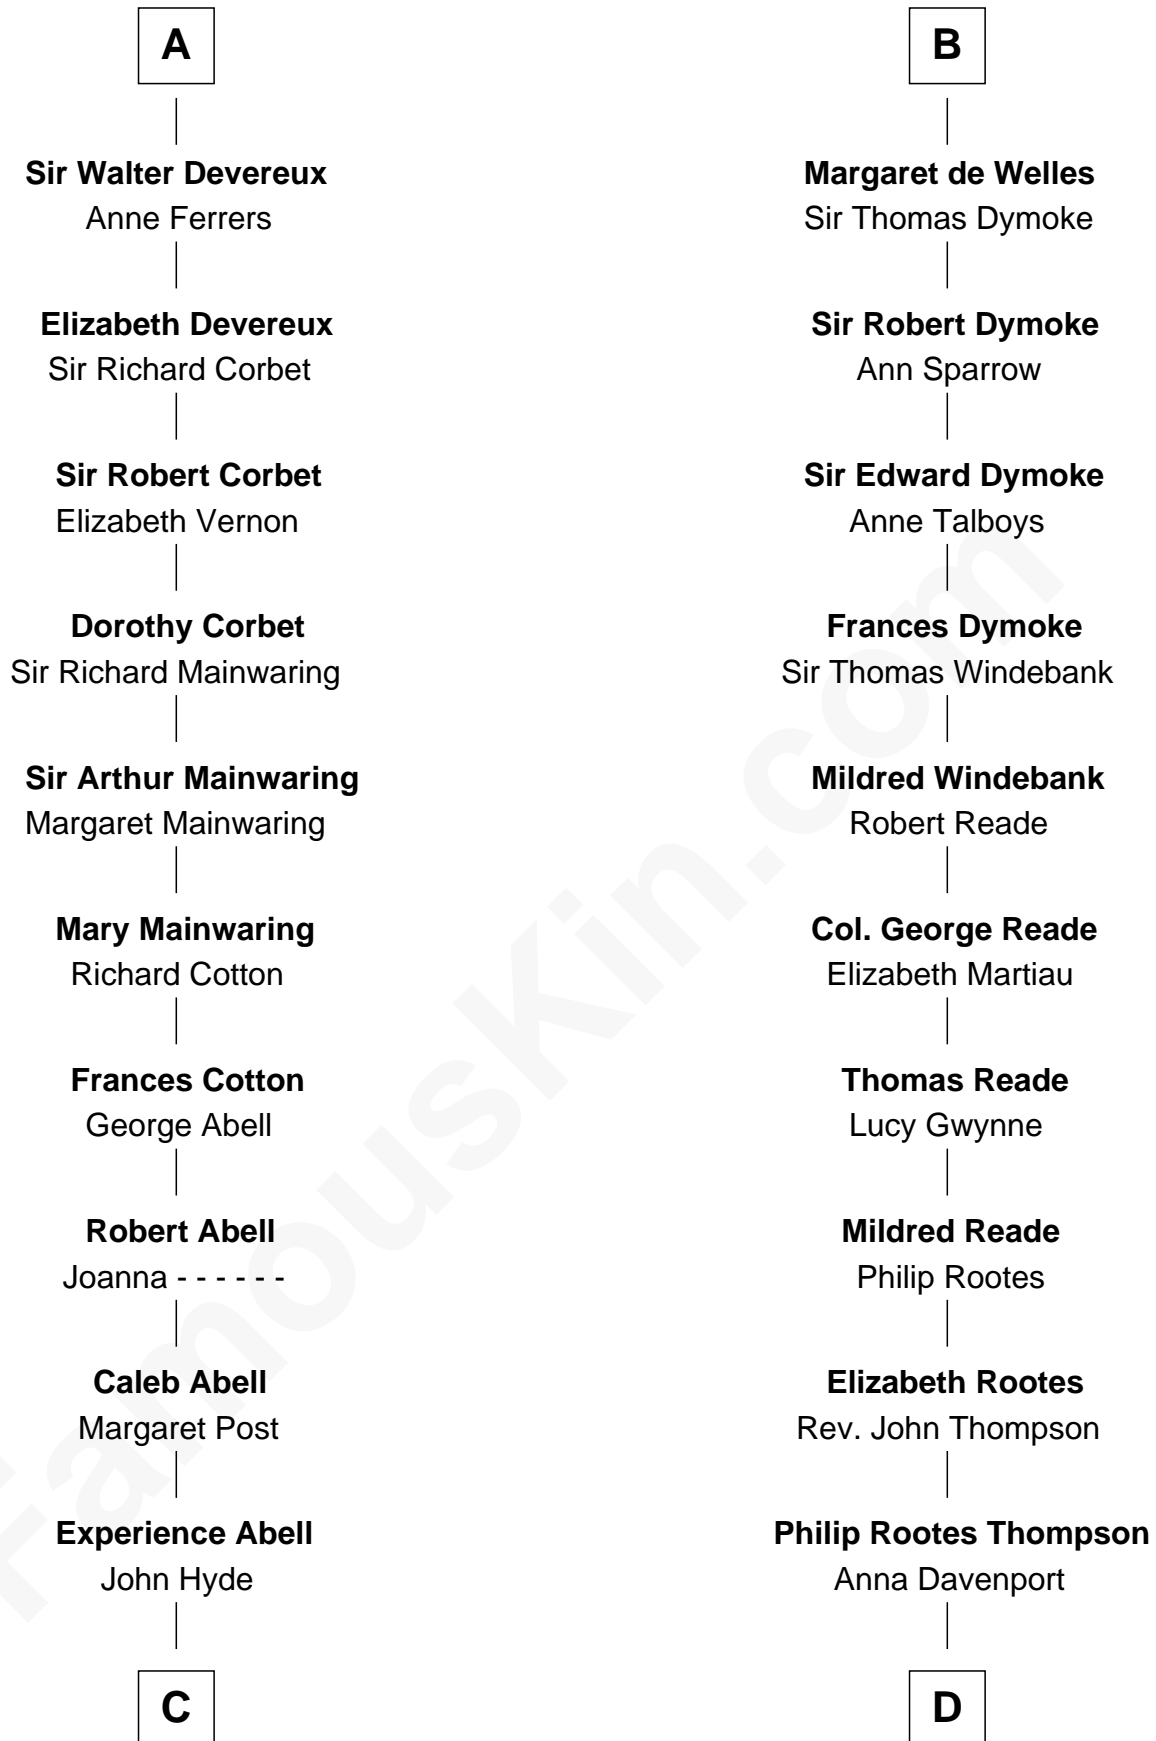 A
Sir Walter Devereux
Anne Ferrers
Elizabeth Devereux
Sir Richard Corbet
Sir Robert Corbet
Elizabeth Vernon
Dorothy Corbet
Sir Richard Mainwaring
Sir Arthur Mainwaring
Margaret Mainwaring
Mary Mainwaring
Richard Cotton
Frances Cotton
George Abell
Robert Abell
Joanna - - - - - -
Caleb Abell
Margaret Post
Experience Abell
John Hyde
C
B
Margaret de Welles
Sir Thomas Dymoke
Sir Robert Dymoke
Ann Sparrow
Sir Edward Dymoke
Anne Talboys
Frances Dymoke
Sir Thomas Windebank
Mildred Windebank
Robert Reade
Col. George Reade
Elizabeth Martiau
Thomas Reade
Lucy Gwynne
Mildred Reade
Philip Rootes
Elizabeth Rootes
Rev. John Thompson
Philip Rootes Thompson
Anna Davenport
D
FamousKin.com